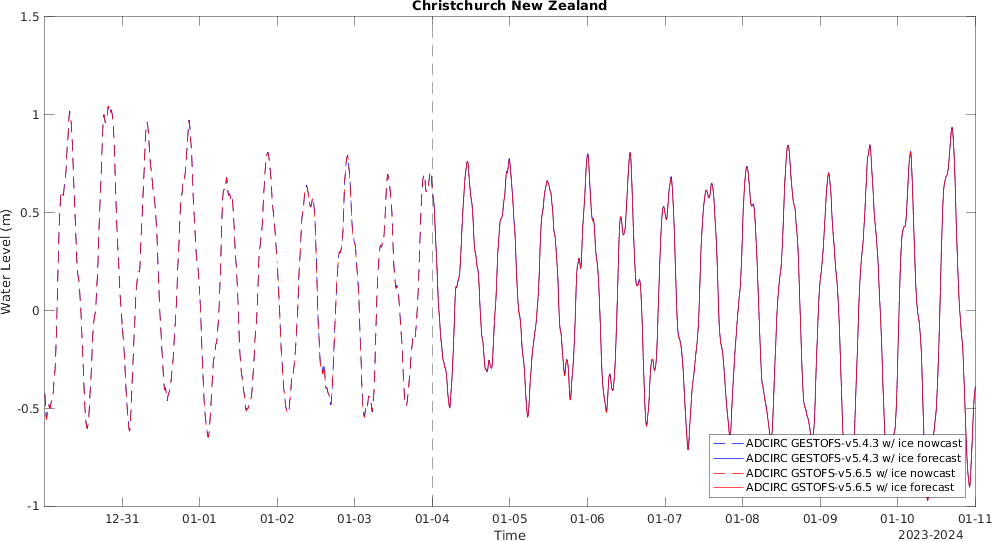 Christchurch New Zealand
1.5
1
0.5
0
-0.5
-1
Water Level (m)
12-31
01-01
01-02
01-03
01-04
01-05
01-06
01-07
01-08
01-09
01-10
01-11
Time
2023-2024
ADCIRC GESTOFS-v5.4.3 w/ ice nowcast
ADCIRC GESTOFS-v5.4.3 w/ ice forecast
ADCIRC GSTOFS-v5.6.5 w/ ice nowcast
ADCIRC GSTOFS-v5.6.5 w/ ice forecast